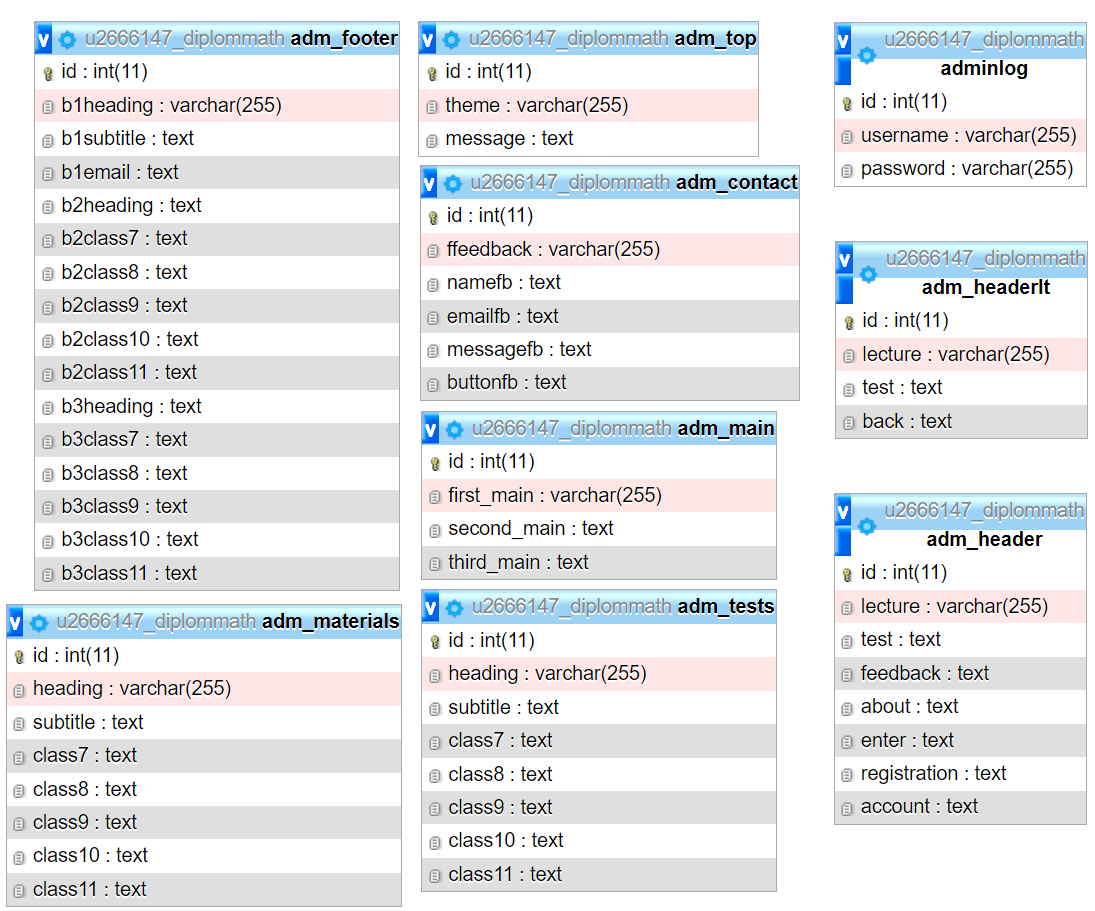 v u2666147_diplommath adm_footer
id : int(11)
b1heading : varchar(255)
b1subtitle : text
b1email : text
b2heading : text
b2class7 : text
b2class8 : text
b2class9 : text
b2class10 : text
b2class11 : text
b3heading : text
b3class7 : text
b3class8 : text
b3class9 : text
b3class10 : text
b3class11 : text
v u2666147_diplommath adm_materials
id : int(11)
heading : varchar(255)
subtitle : text
class7 : text
class8 : text
class9 : text
class10 : text
class11 : text
v u2666147_diplommath adm_top
id : int(11)
theme : varchar(255)
message : text
v u2666147_diplommath adm_contact
id : int(11)
ffeedback : varchar(255)
namefb : text
emailfb : text
messagefb : text
buttonfb : text
v u2666147_diplommath adm_main
id : int(11)
first_main : varchar(255)
second_main : text
third_main : text
v u2666147_diplommath adm_tests
id : int(11)
heading : varchar(255)
subtitle : text
class7 : text
class8 : text
class9 : text
class10 : text
class11 : text
v u2666147_diplommath
adminlog
id : int(11)
username : varchar(255)
password : varchar(255)
v u2666147_diplommath
adm_headerlt
id : int(11)
lecture : varchar(255)
test : text
back : text
v u2666147_diplommath
adm_header
id : int(11)
lecture : varchar(255)
test : text
feedback : text
about : text
enter : text
registration : text
account : text